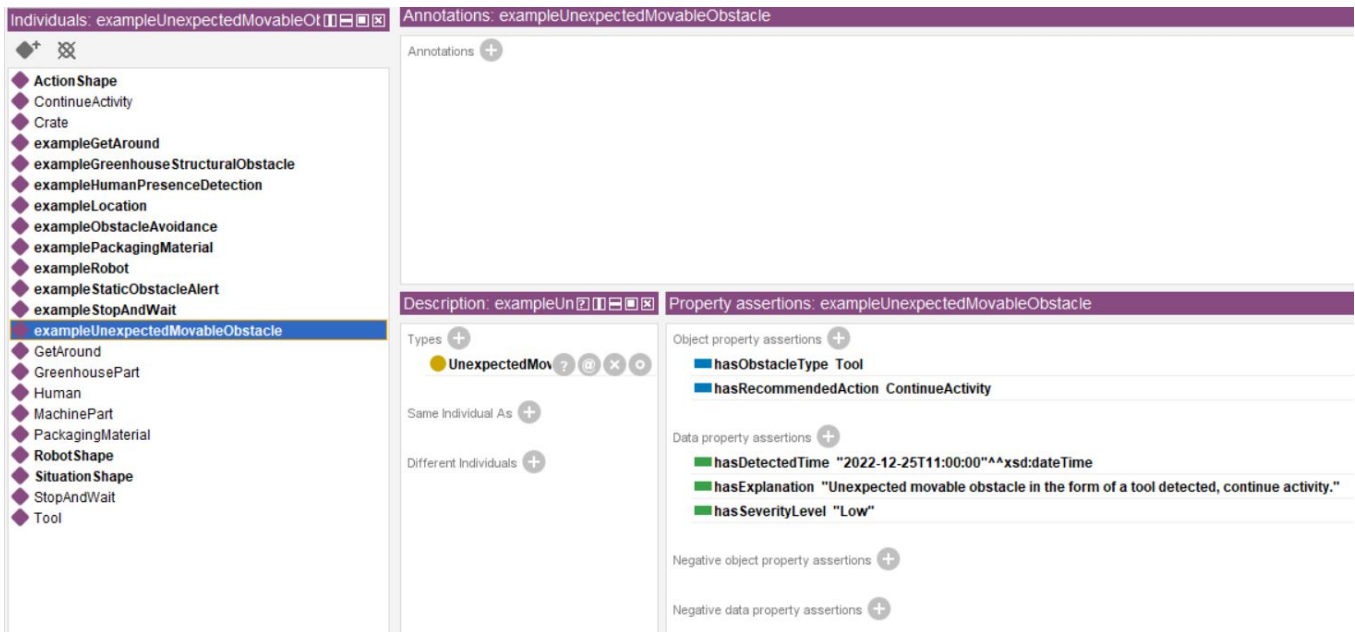 Individuals: exampleUnexpectedMovableOt
ActionShape
ContinueActivity
Crate
exampleGetAround
exampleGreenhouseStructuralObstacle
exampleHumanPresenceDetection
exampleLocation
exampleObstacleAvoidance
examplePackagingMaterial
exampleRobot
exampleStaticObstacleAlert
exampleStopAndWait
exampleUnexpectedMovableObstacle
GetAround
GreenhousePart
Human
MachinePart
PackagingMaterial
RobotShape
SituationShape
StopAndWait
Tool
Annotations: exampleUnexpectedMovableObstacle
Annotations
Description: exampleUn
Types
UnexpectedMov
Same Individual As
Different Individuals
Property assertions: exampleUnexpectedMovableObstacle
Object property assertions
hasObstacleType Tool
hasRecommendedAction ContinueActivity
Data property assertions
hasDetectedTime "2022-12-25T11:00:00"^^xsd:dateTime
hasExplanation "Unexpected movable obstacle in the form of a tool detected, continue activity."
hasSeverityLevel "Low"
Negative object property assertions
Negative data property assertions